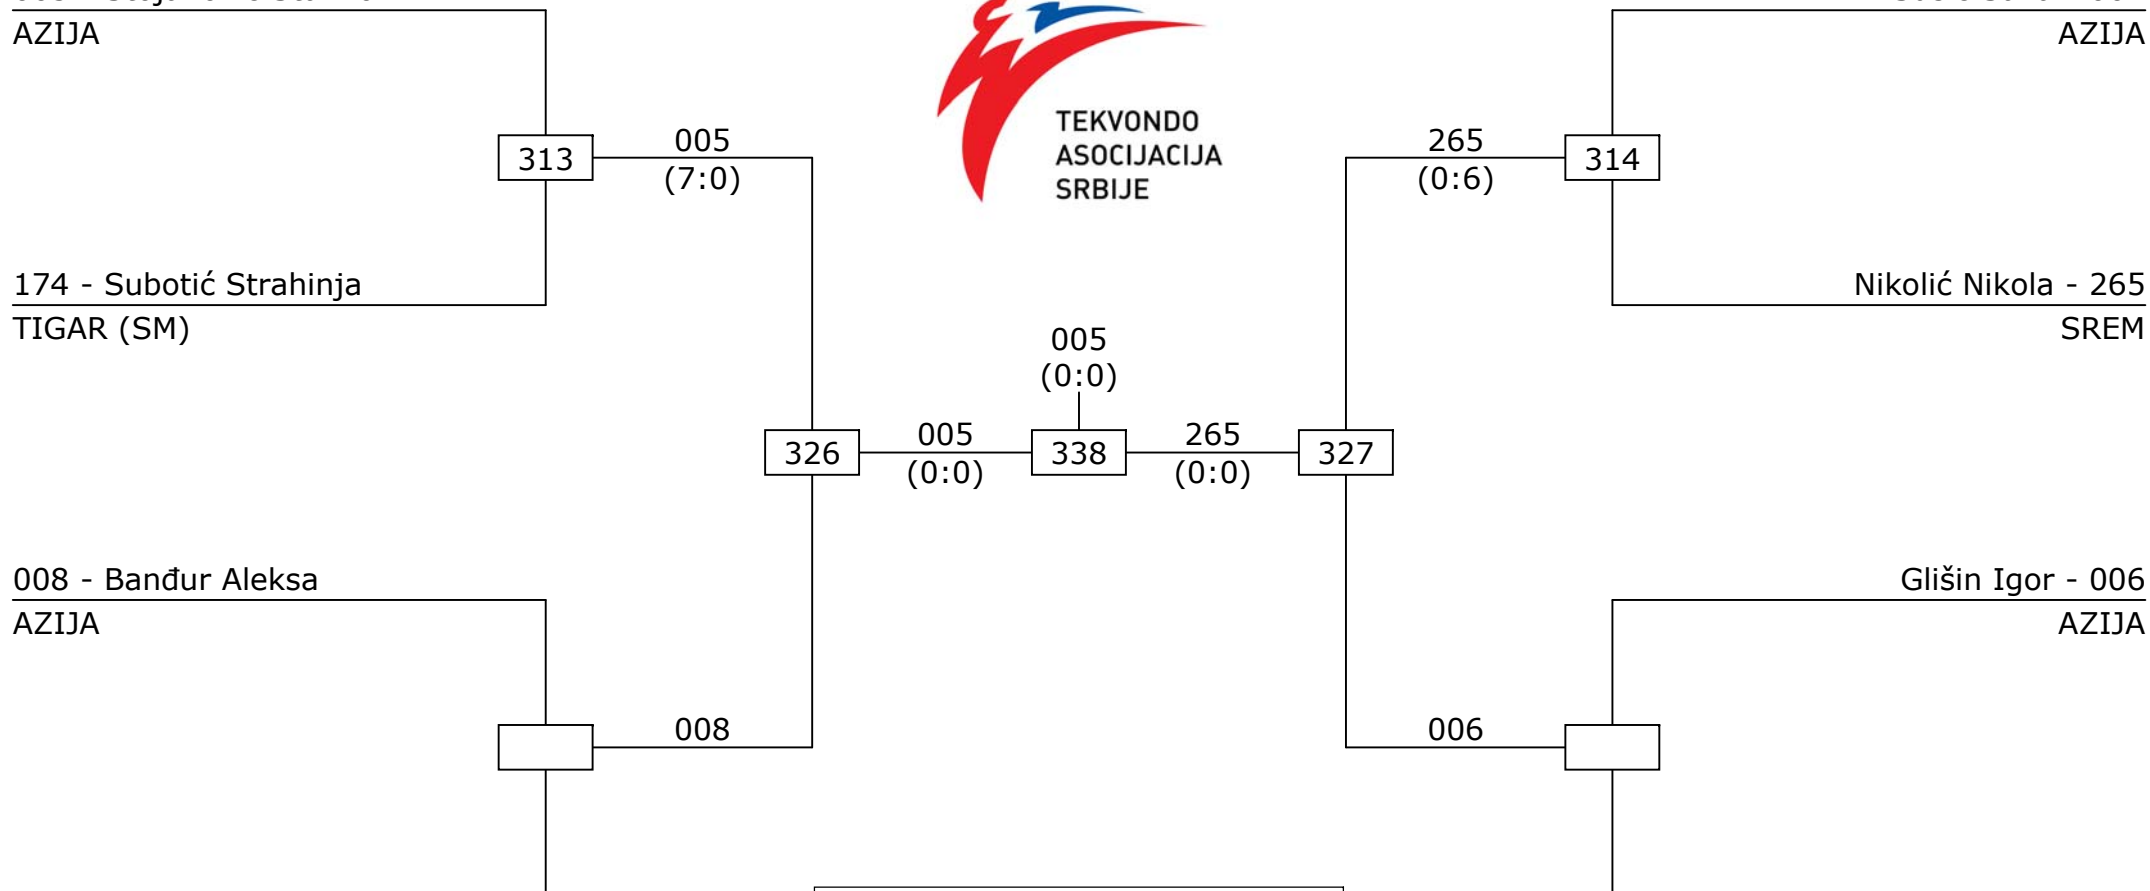 AZIJA
AZIJA
TEKVONDO
ASOCIJACIJA
SRBIJE
005
(7:0)
313
265
(0:6)
314
174 - Subotić Strahinja
TIGAR (SM)
Nikolić Nikola - 265
SREM
005
(0:0)
326
005
(0:0)
338
265
(0:0)
327
008 - Banđur Aleksa
AZIJA
Glišin Igor - 006
AZIJA
008
006